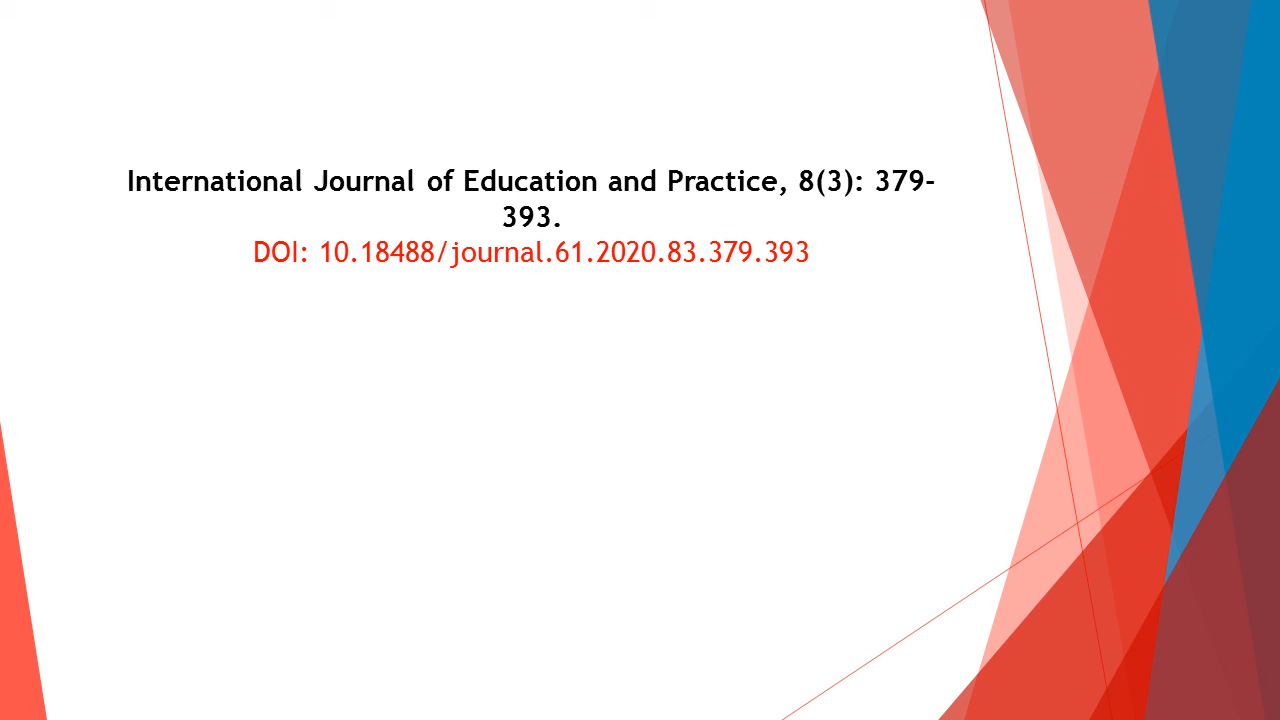 International Journal of Education and Practice, 8(3): 379-
393.
DOI: 10.18488/journal.61.2020.83.379.393